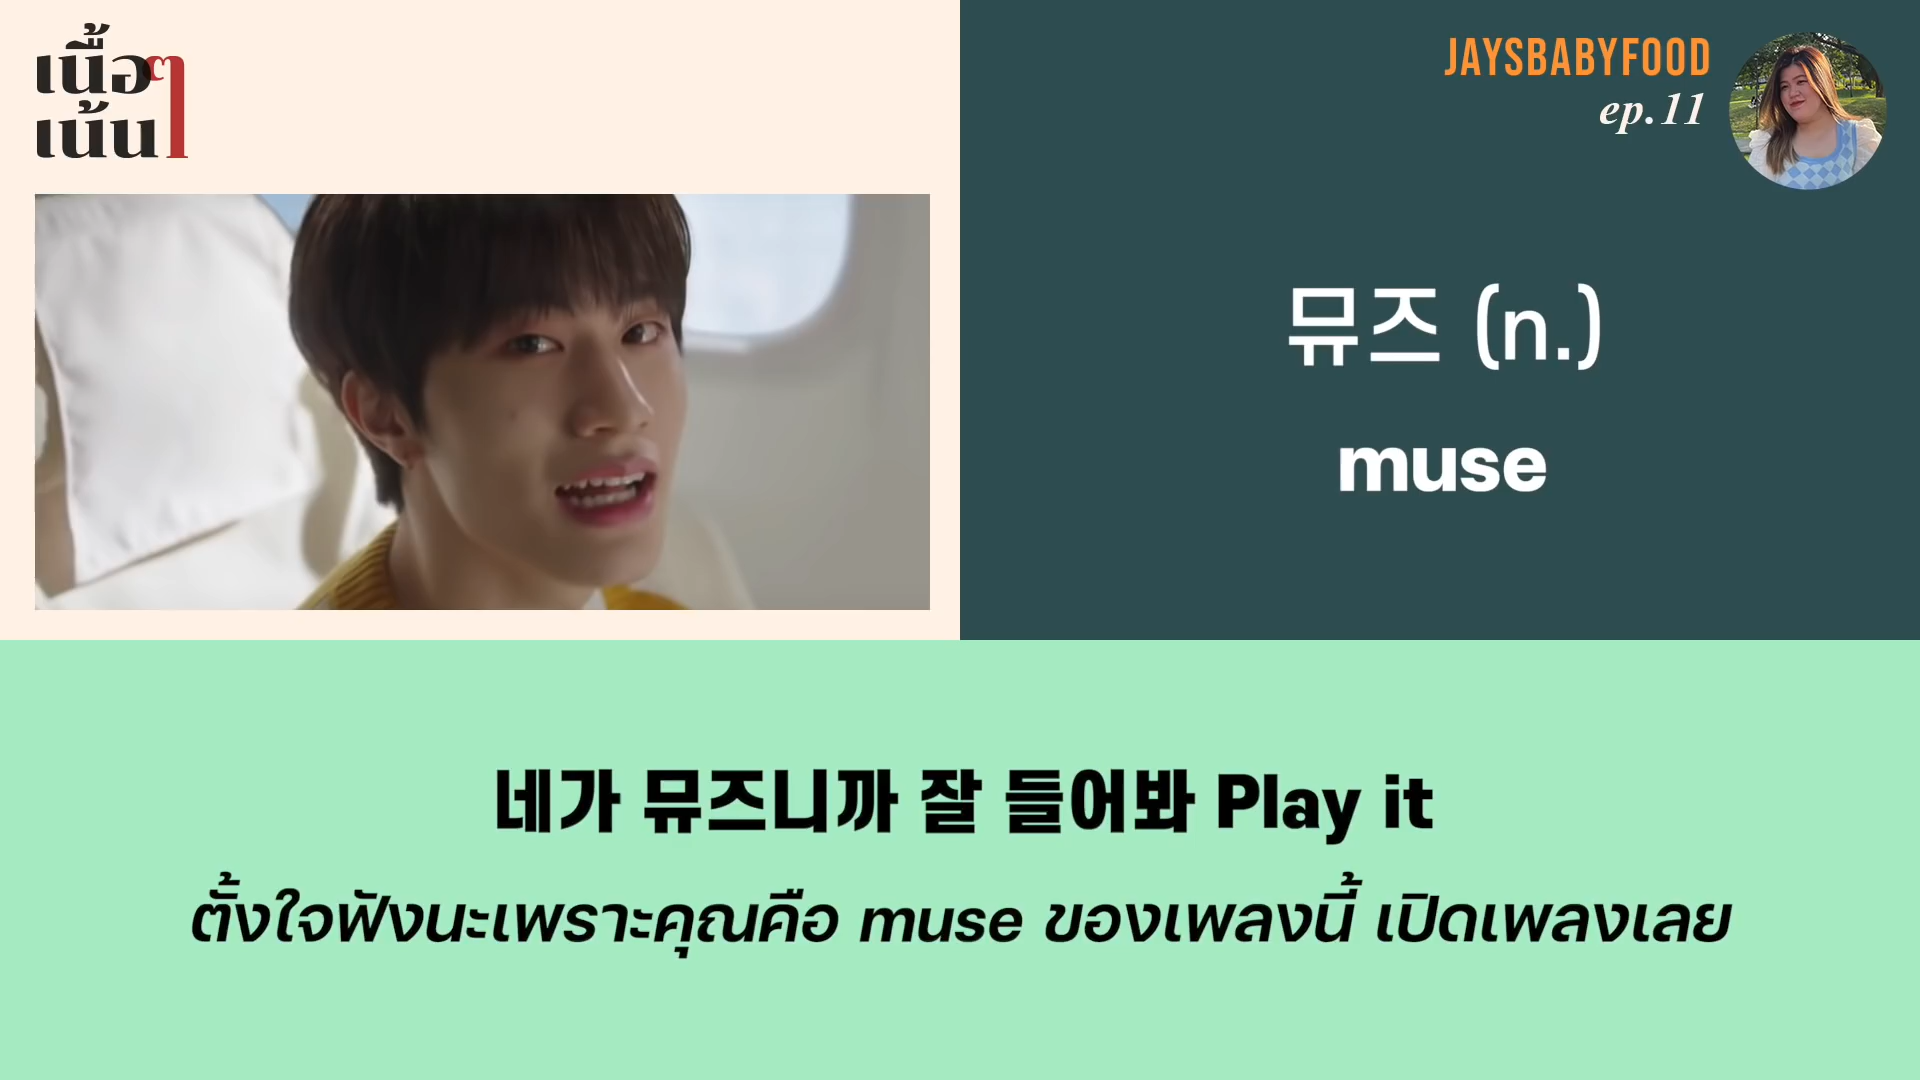 เนื้อๆ
เน้นๆ
JAYSBABYFOOD
ep.11
뮤즈 (n.)
muse
네가 뮤즈니까 잘 들어봐 Play it
ตั้งใจฟังนะเพราะคุณคือ muse ของเพลงนี้ เปิดเพลงเลย